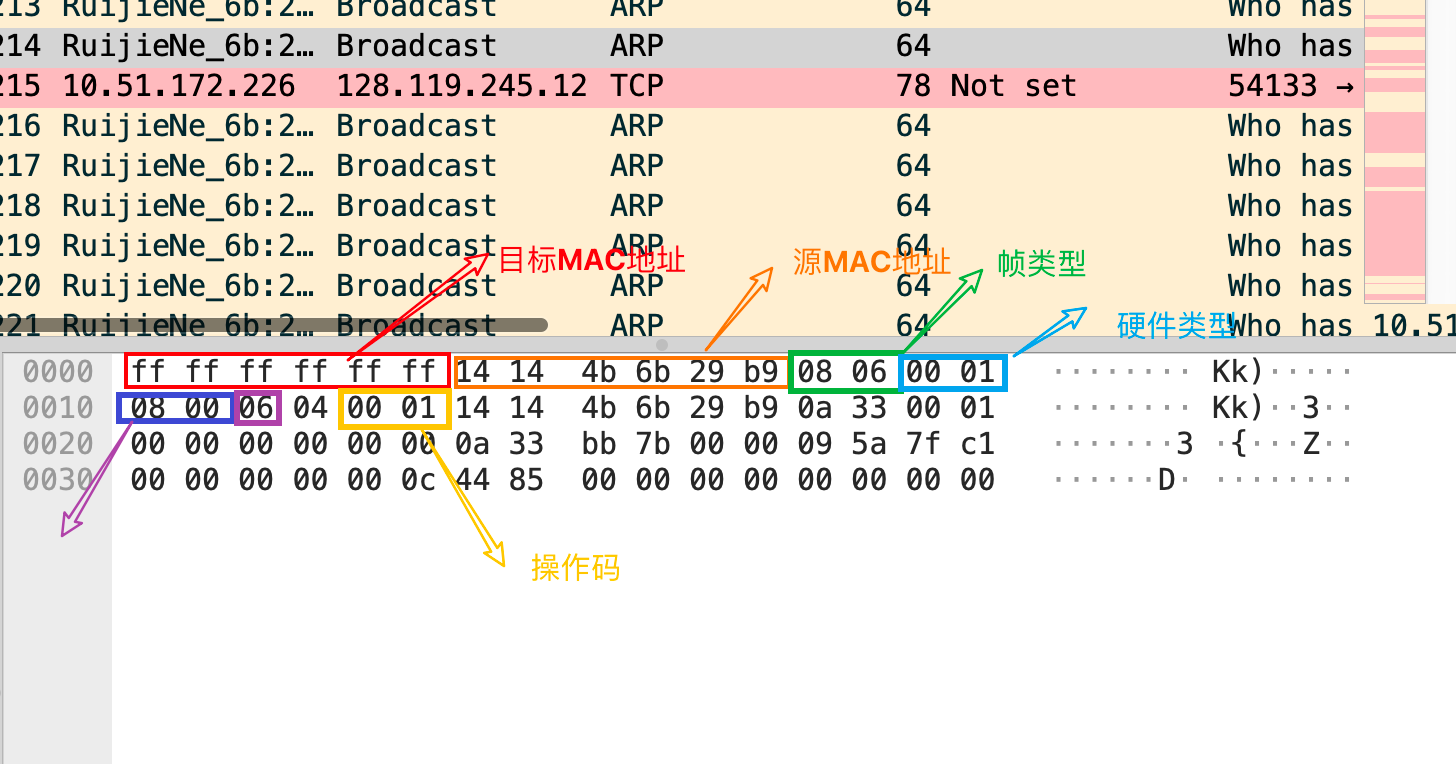 213 RuijieNe_6b:2… Broadcast ARP 64 Who has
214 RuijieNe_6b:2… Broadcast ARP 64 Who has
215 10.51.172.226 128.119.245.12 TCP 78 Not set 54133 →
216 RuijieNe_6b:2… Broadcast ARP 64 Who has
217 RuijieNe_6b:2… Broadcast ARP 64 Who has
218 RuijieNe_6b:2… Broadcast ARP 64 Who has
219 RuijieNe_6b:2… Broadcast ARP 64 Who has
目标MAC地址 源MAC地址 帧类型
220 RuijieNe_6b:2… Broadcast ARP 64 Who has
221 RuijieNe_6b:2… Broadcast ARP 64 Who has 10.51
硬件类型
0000 ff ff ff ff ff ff 14 14 4b 6b 29 b9 08 06 00 01 ········Kk)·····
0010 08 00 06 04 00 01 14 14 4b 6b 29 b9 0a 33 00 01 ········Kk)··3··
0020 00 00 00 00 00 00 0a 33 bb 7b 00 00 09 5a 7f c1 ·······3·{···Z··
0030 00 00 00 00 00 0c 44 85 00 00 00 00 00 00 00 00 ······D·········
操作码